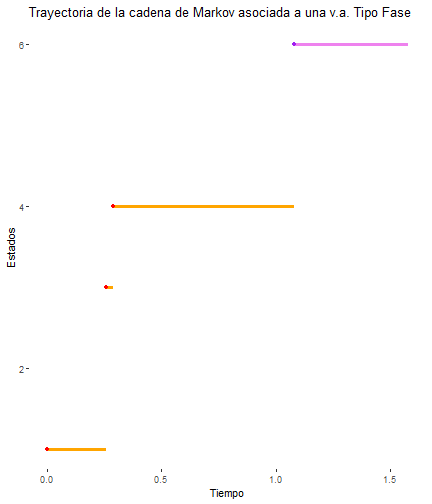 Trayectoria de la cadena de Markov asociada a una v.a. Tipo Fase
6
4
2
Estados
0.0 0.5 1.0 1.5
Tiempo